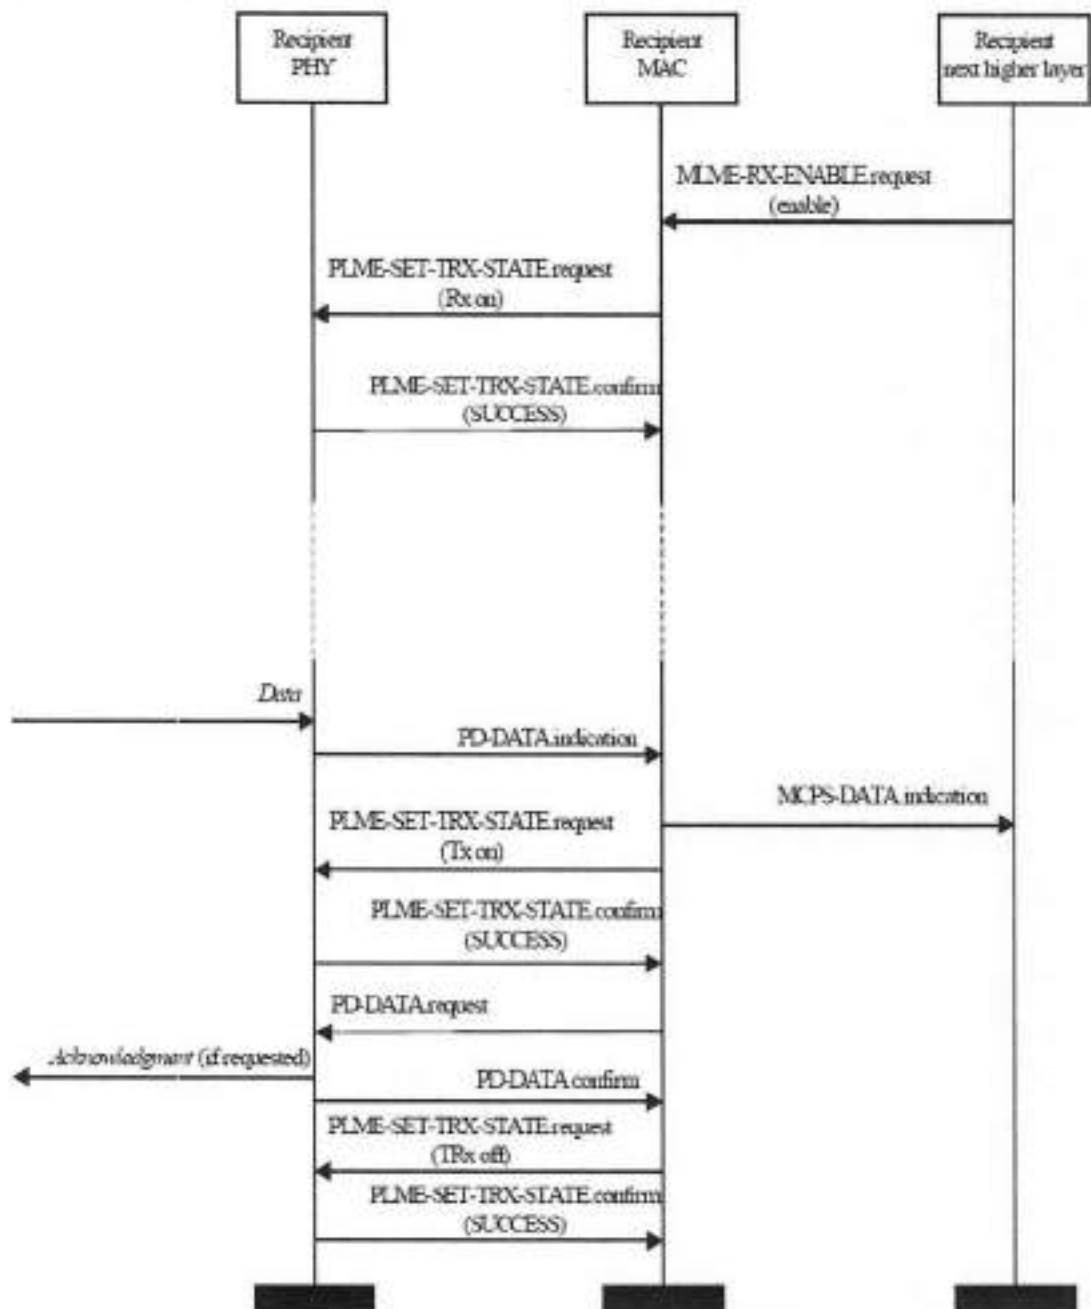 Recipient
PHY
Recipient
MAC
Recipient
next higher layer
MLME-RX-ENABLE.request
(enable)
PLME-SET-TRX-STATE.request
(Rx on)
PLME-SET-TRX-STATE.confirm
(SUCCESS)
Data
PD-DATA.indication
MCPS-DATA.indication
PLME-SET-TRX-STATE.request
(Tx on)
PLME-SET-TRX-STATE.confirm
(SUCCESS)
PD-DATA.request
Acknowledgment (if requested)
PD-DATA.confirm
PLME-SET-TRX-STATE.request
(TRx off)
PLME-SET-TRX-STATE.confirm
(SUCCESS)